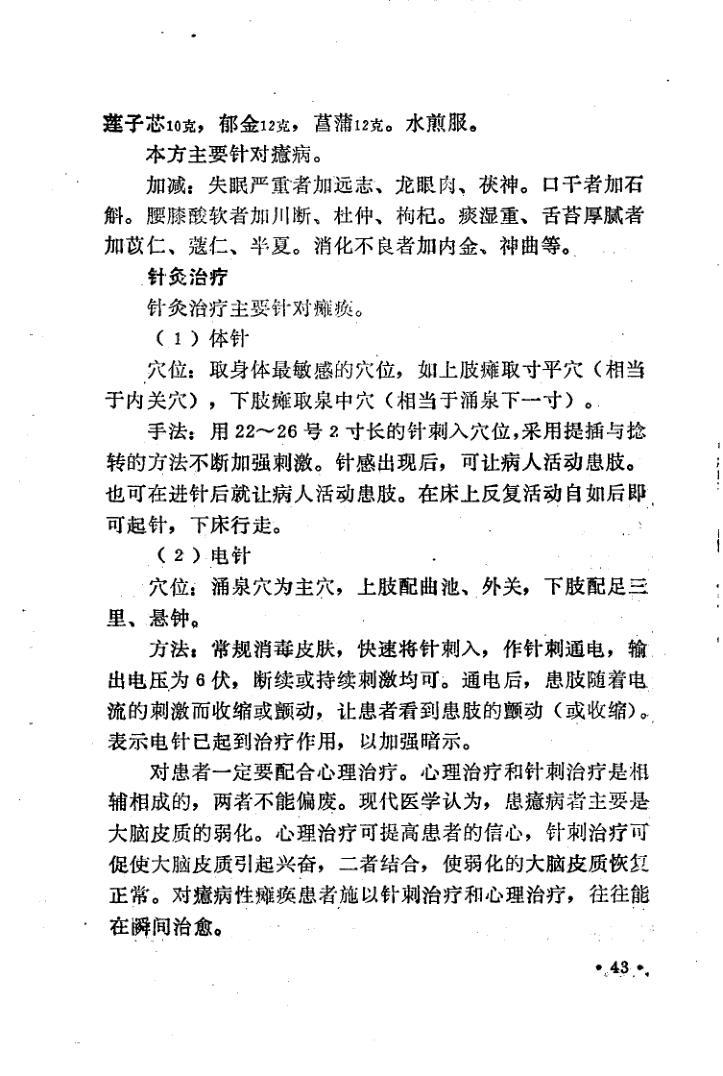 莲子芯10克，郁金12克，菖蒲12克。水煎服。
本方主要针对癔病。
加减：失眠严重者加远志、龙眼肉、茯神。口干者加石
斛。腰膝酸软者加川断、杜仲、枸杞。痰湿重、舌苔厚腻者
加苡仁、蔻仁、半夏。消化不良者加内金、神曲等。
针灸治疗
针灸治疗主要针对瘫痪。
（1）体针
穴位：取身体最敏感的穴位，如上肢瘫取寸平穴（相当
于内关穴），下肢瘫取泉中穴（相当于涌泉下一寸）。
手法：用22～26号2寸长的针刺入穴位，采用提插与捻
转的方法不断加强刺激。针感出现后，可让病人活动患肢。
也可在进针后就让病人活动患肢。在床上反复活动自如后即
可起针，下床行走。
（2）电针
穴位：涌泉穴为主穴，上肢配曲池、外关，下肢配足三
里、悬钟。
方法：常规消毒皮肤，快速将针刺入，作针刺通电，输
出电压为6伏，断续或持续刺激均可。通电后，患肢随着电
流的刺激而收缩或颤动，让患者看到患肢的颤动（或收缩）。
表示电针已起到治疗作用，以加强暗示。
对患者一定要配合心理治疗。心理治疗和针刺治疗是相
辅相成的，两者不能偏废。现代医学认为，患癔病者主要是
大脑皮质的弱化。心理治疗可提高患者的信心，针刺治疗可
促使大脑皮质引起兴奋，二者结合，使弱化的大脑皮质恢复
正常。对癔病性瘫痪患者施以针刺治疗和心理治疗，往往能
在瞬间治愈。
• 43 •